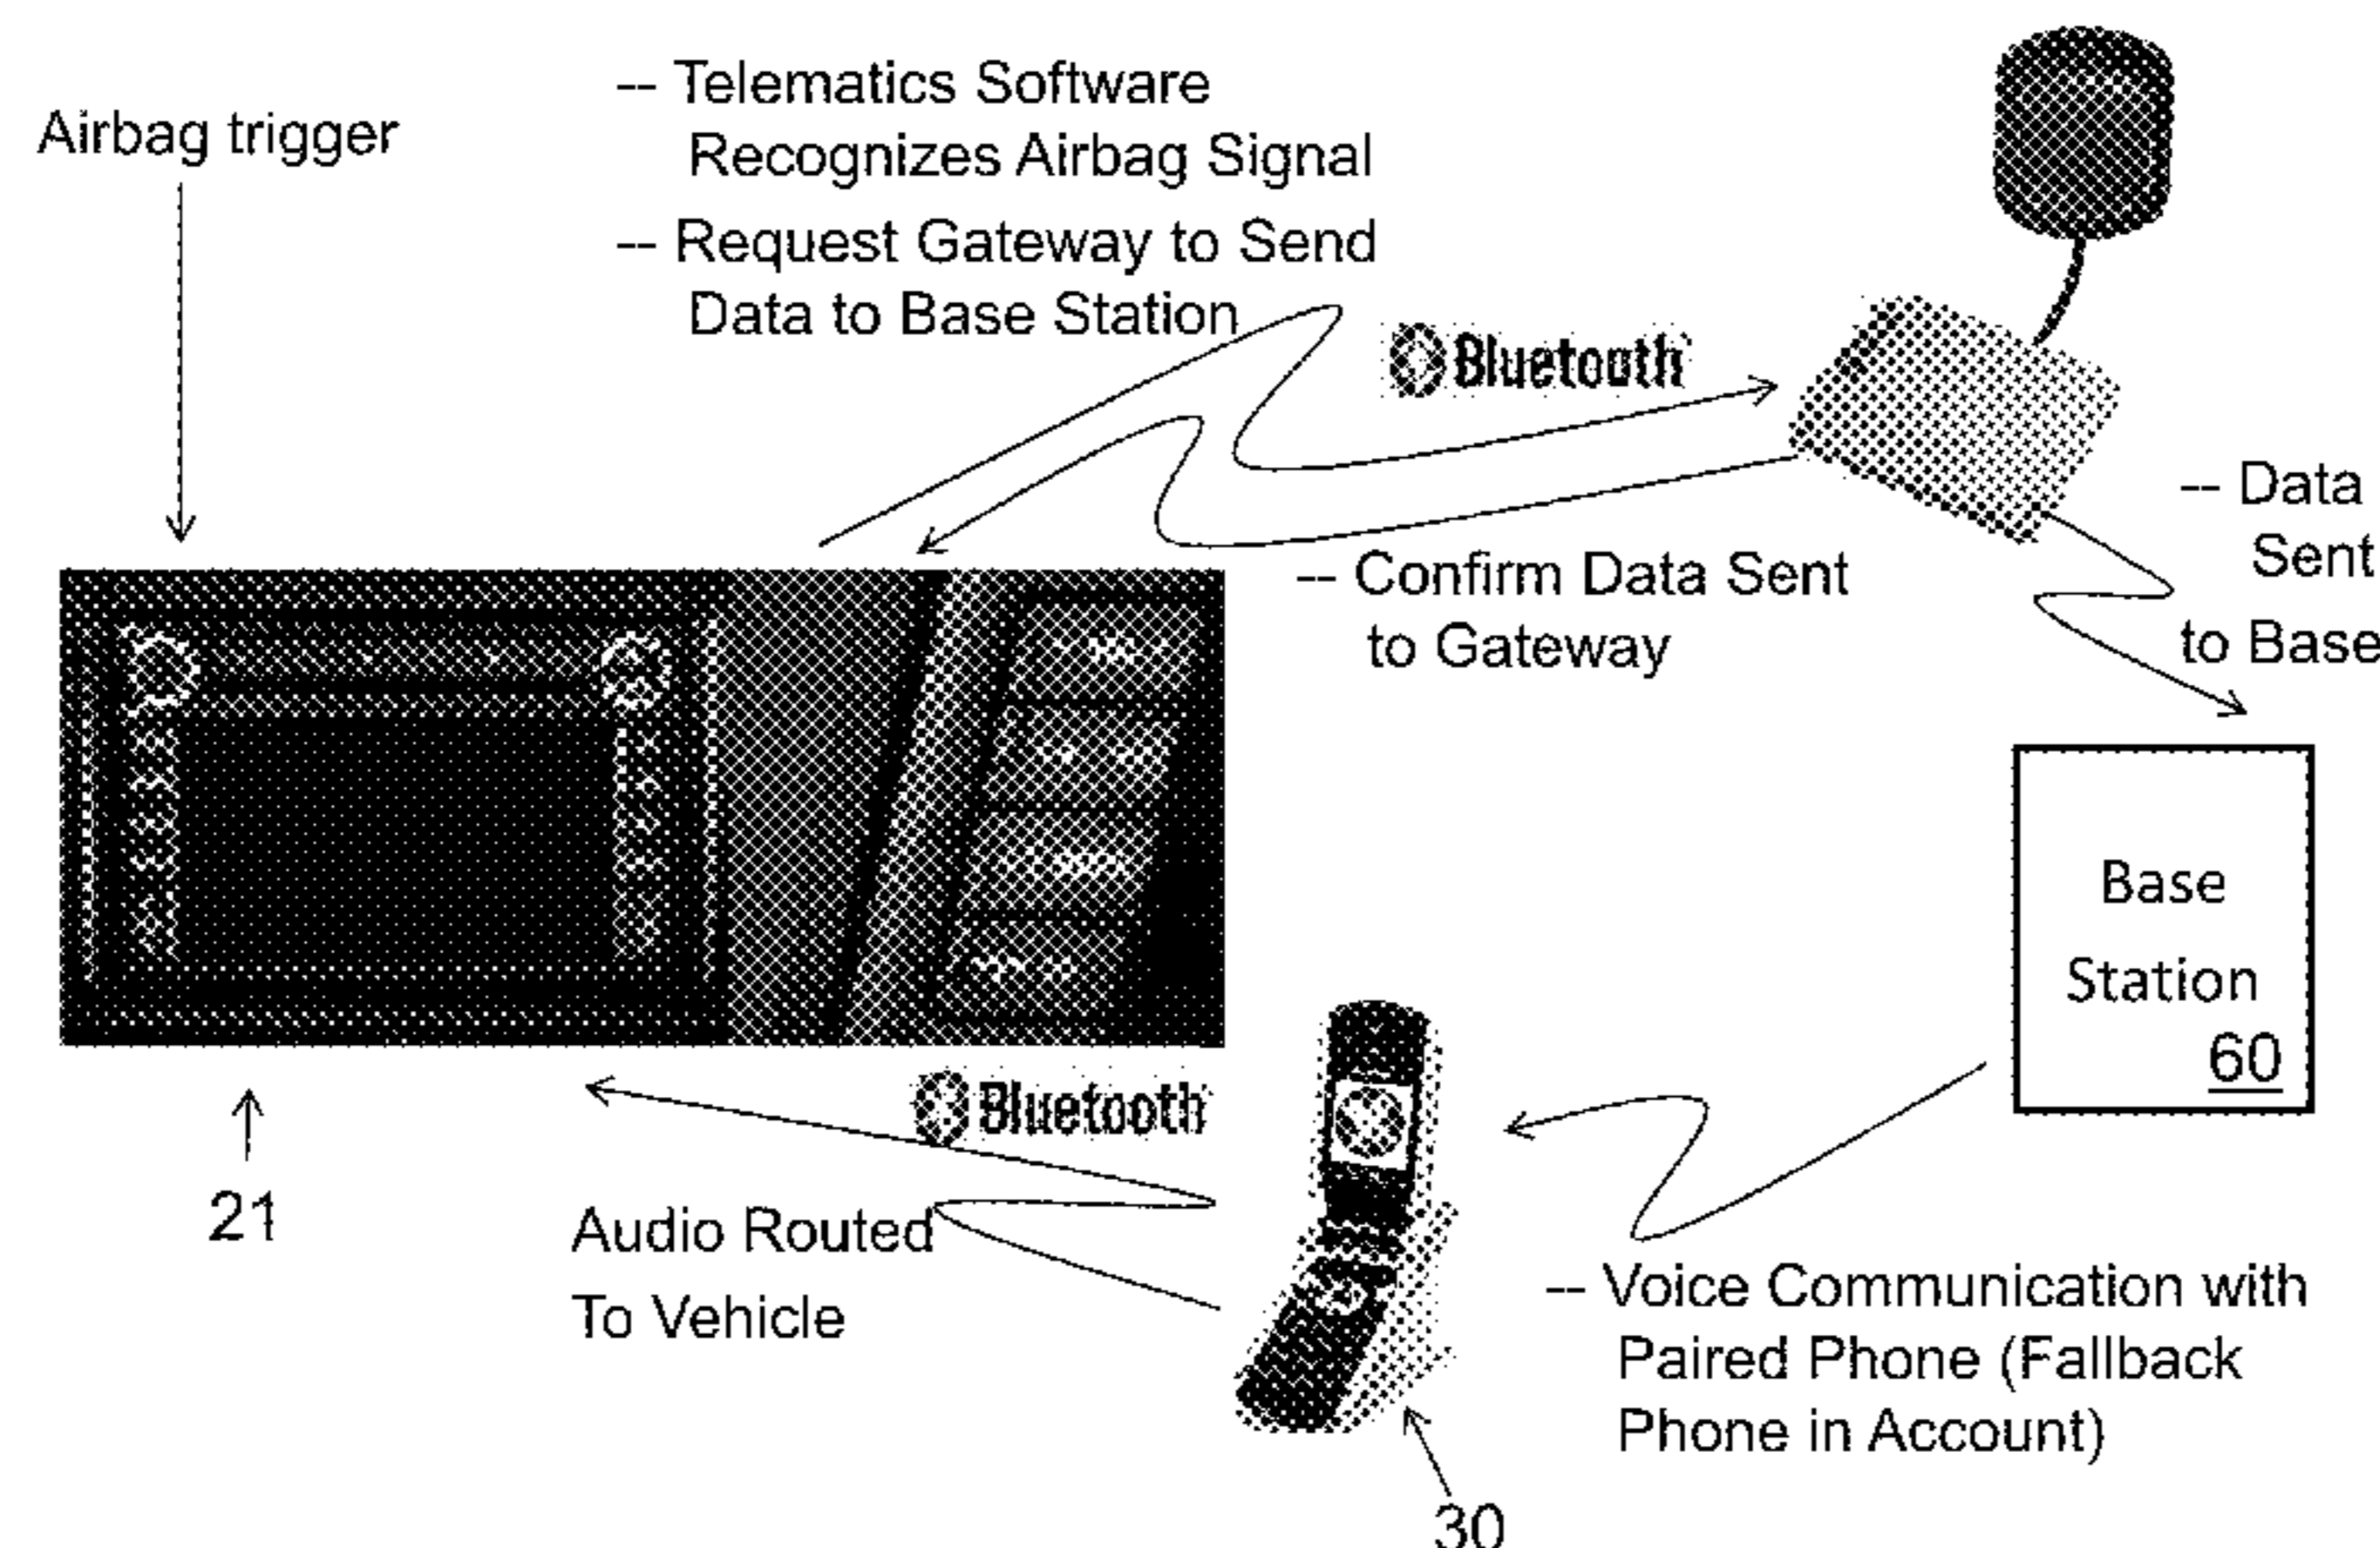 Airbag trigger
-- Telematics Software
Recognizes Airbag Signal
-- Request Gateway to Send
Data to Base Station
Bluetooth
-- Data
Sent
to Base
-- Confirm Data Sent
to Gateway
Base
Station
60
Bluetooth
21
Audio Routed
To Vehicle
-- Voice Communication with
Paired Phone (Fallback
Phone in Account)
30